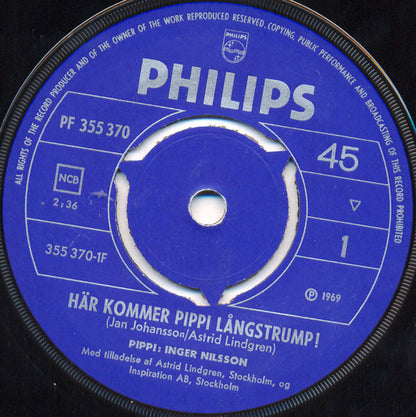 ALL RIGHTS OF THE RECORD PRODUCER AND OF THE OWNER OF THE WORK REPRODUCED RESERVED. COPYING, PUBLIC PERFORMANCE AND BROADCASTING OF THIS RECORD PROHIBITED
PHILIPS
PHILIPS
PF 355 370
45
NCB
2:36
▽
1
355 370-1F
℗ 1969
HÄR KOMMER PIPPI LÅNGSTRUMP!
(Jan Johansson/Astrid Lindgren)
PIPPI: INGER NILSSON
Med tilladelse af Astrid Lindgren, Stockholm, og
Inspiration AB, Stockholm